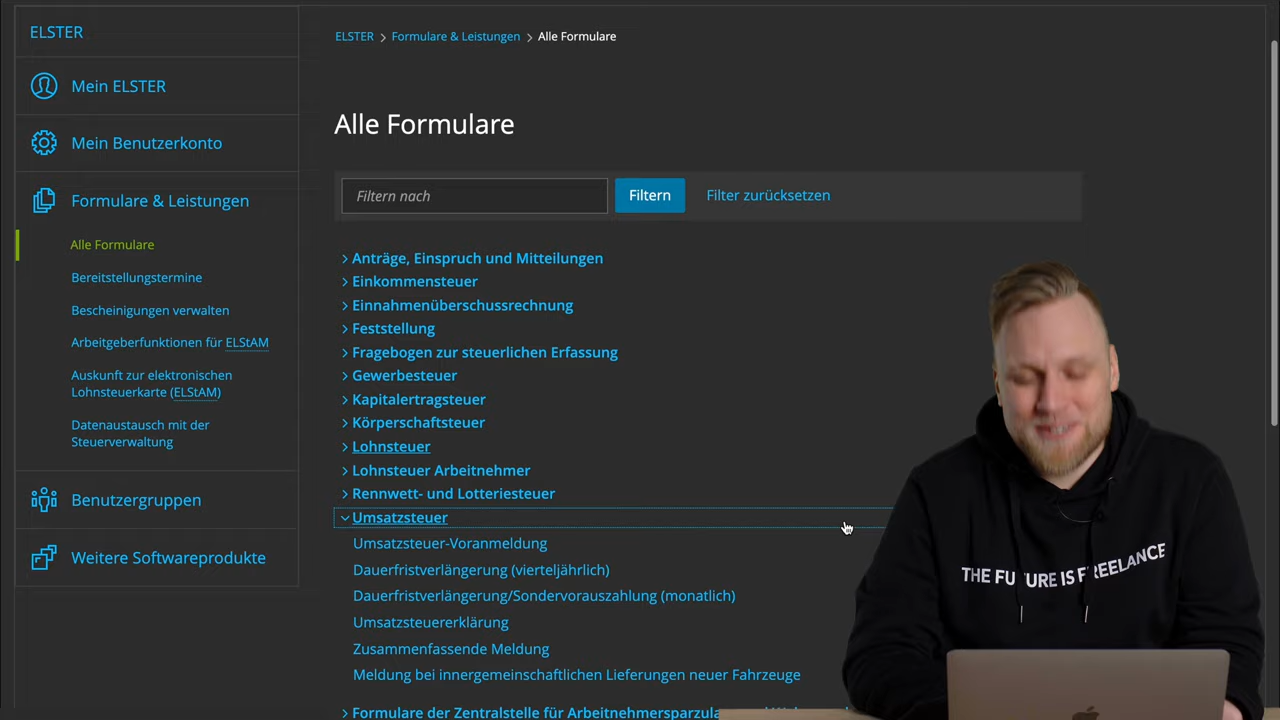 ELSTER
Mein ELSTER
Mein Benutzerkonto
Formulare & Leistungen
Alle Formulare
Bereitstellungstermine
Bescheinigungen verwalten
Arbeitgeberfunktionen für ELStAM
Auskunft zur elektronischen
Lohnsteuerkarte (ELStAM)
Datenaustausch mit der
Steuerverwaltung
Benutzergruppen
Weitere Softwareprodukte
ELSTER > Formulare & Leistungen > Alle Formulare
Alle Formulare
Filtern nach
Filtern
Filter zurücksetzen
Anträge, Einspruch und Mitteilungen
Einkommensteuer
Einnahmenüberschussrechnung
Feststellung
Fragebogen zur steuerlichen Erfassung
Gewerbesteuer
Kapitalertragsteuer
Körperschaftsteuer
Lohnsteuer
Lohnsteuer Arbeitnehmer
Rennwett- und Lotteriesteuer
Umsatzsteuer
Umsatzsteuer-Voranmeldung
Dauerfristverlängerung (vierteljährlich)
Dauerfristverlängerung/Sondervorauszahlung (monatlich)
Umsatzsteuererklärung
Zusammenfassende Meldung
Meldung bei innergemeinschaftlichen Lieferungen neuer Fahrzeuge
Formulare der Zentralstelle für
THE FUTURE IS FREELANCE